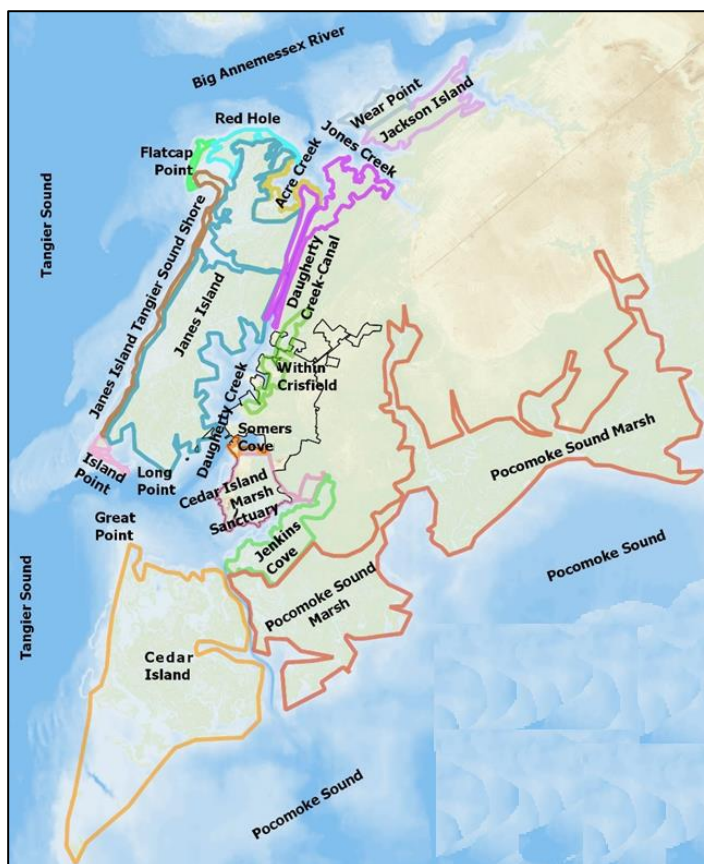 Big Annemessex River
Wear Point
Jackson Island
Red Hole
Jones Creek
Flatcap
Point
Acre Creek
Tangier Sound
Janes Island Tangier Sound Shore
Janes Island
Daugherty
Creek-Canal
Within
Crisfield
Daugherty Creek
Somers
Cove
Pocomoke Sound Marsh
Island
Point
Long
Point
Cedar Island
Marsh
Sanctuary
Great
Point
Jenkins
Cove
Pocomoke Sound
Pocomoke Sound
Marsh
Tangier Sound
Cedar
Island
Pocomoke Sound